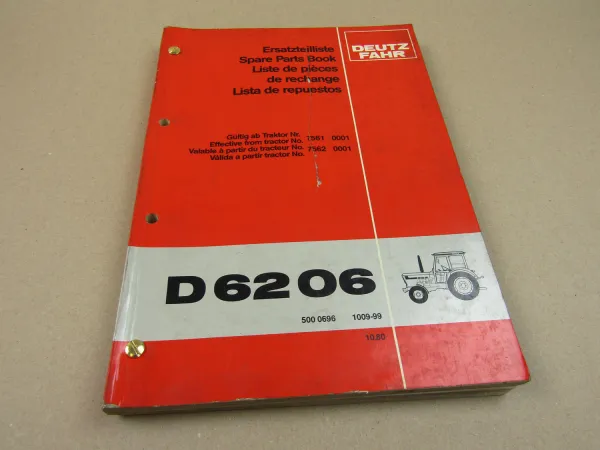 DEUTZ
FAHR
Ersatzteilliste
Spare Parts Book
Liste de pièces
de rechange
Lista de repuestos
Gültig ab Traktor Nr.
Effective from tractor No. 7561 0001
Valable à partir du tracteur No. 7562 0001
Válida a partir tractor No.
D 62 06
500 0696 1009-99
10.80